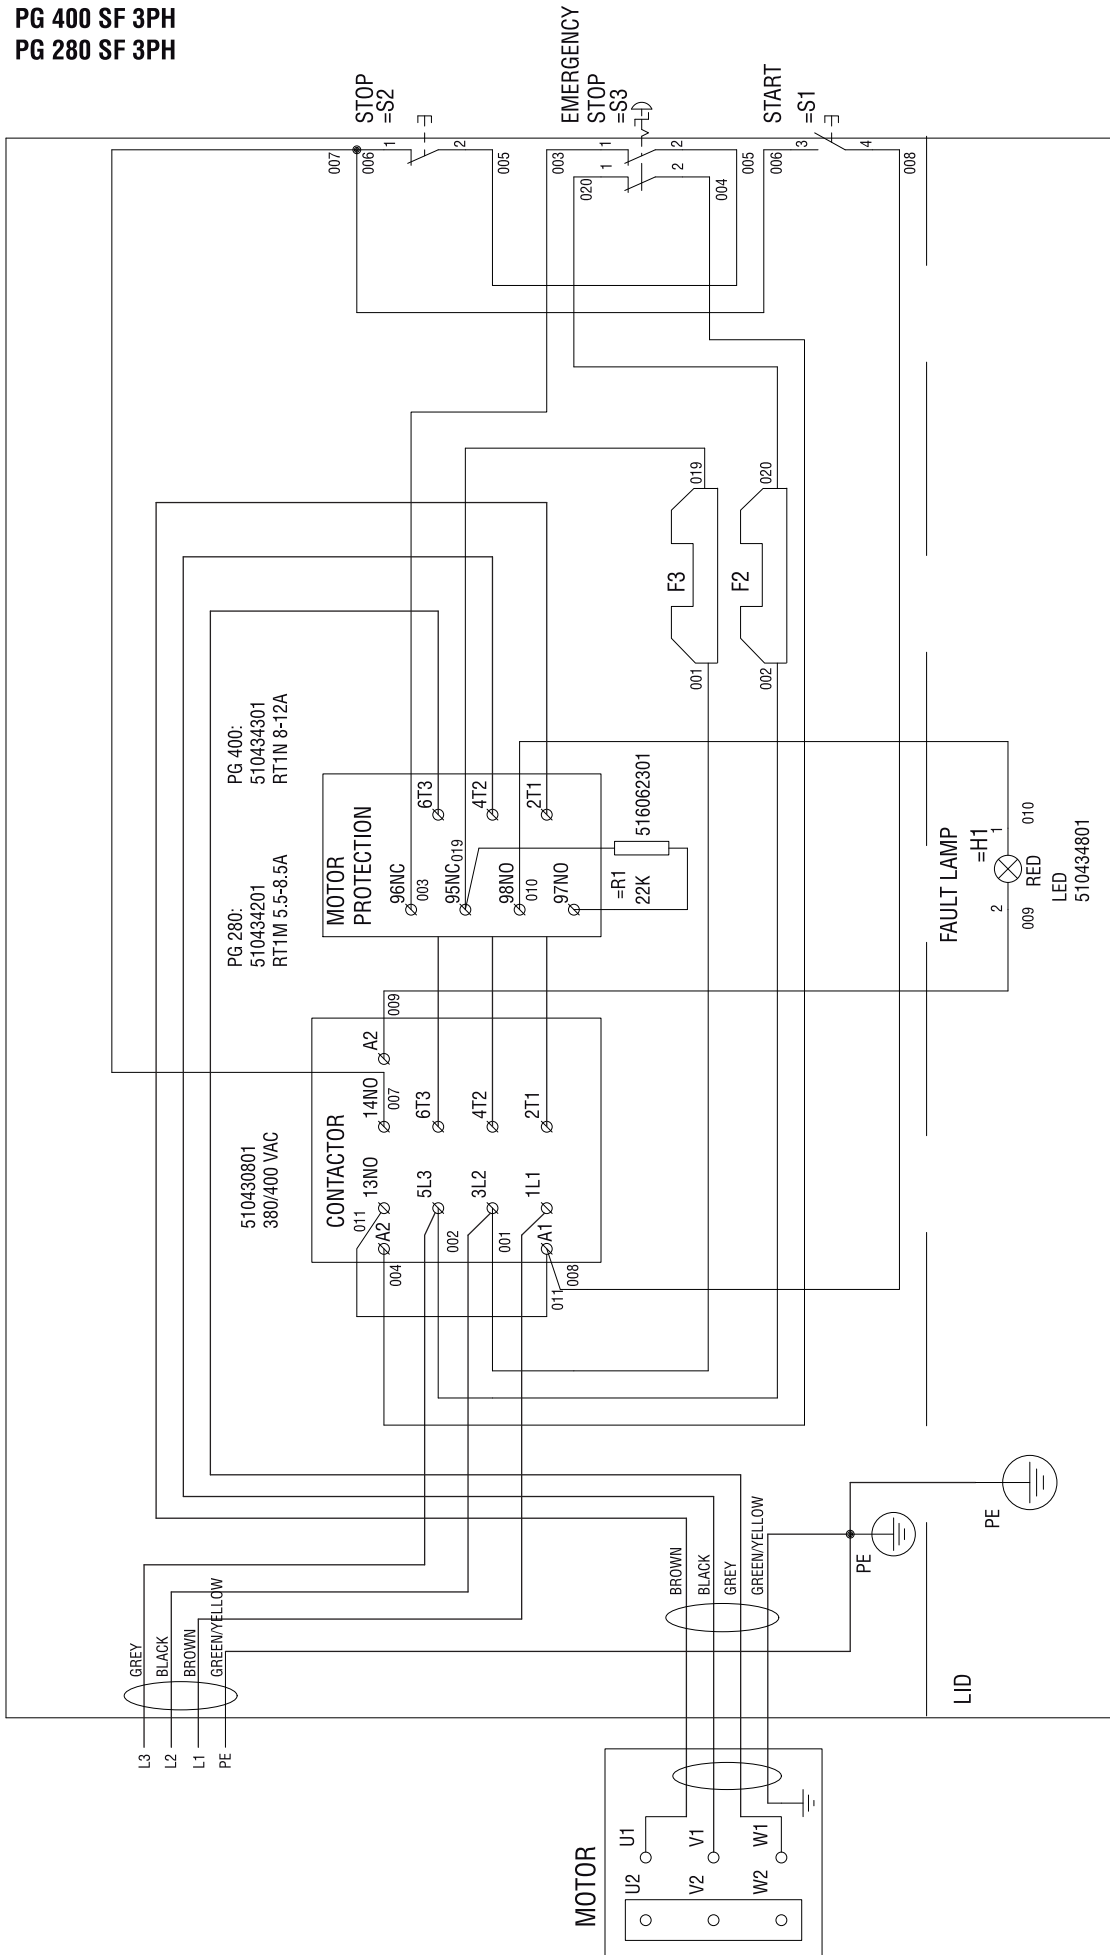 PG 400 SF 3PH
PG 280 SF 3PH
STOP
=S2
1
2
007
006
005
EMERGENCY
STOP
=S3
1
2
1
2
003
020
004
005
START
=S1
3
4
006
008
019
020
F3
F2
001
002
PG 400:
510434301
RT1N 8-12A
PG 280:
510434201
RT1M 5.5-8.5A
MOTOR
PROTECTION
96NC
003
95NC
019
98NO
010
97NO
6T3
4T2
2T1
=R1
22K
516062301
FAULT LAMP
=H1
1
2
010
009
RED
LED
510434801
510430801
380/400 VAC
CONTACTOR
13NO
14NO
A2
007
009
011
A2
004
5L3
002
3L2
001
1L1
A1
011
008
6T3
4T2
2T1
L3
L2
L1
PE
GREY
BLACK
BROWN
GREEN/YELLOW
BROWN
BLACK
GREY
GREEN/YELLOW
PE
PE
LID
MOTOR
U2
U1
V2
V1
W2
W1